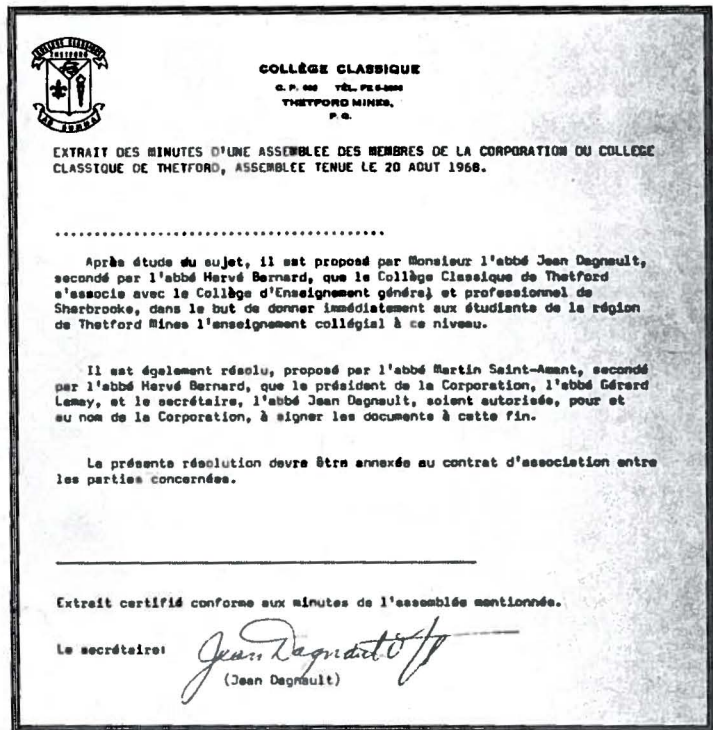 COLLÈGE CLASSIQUE
THETFORD
COLLÈGE CLASSIQUE
C. P. TÉL.
THETFORD MINES,
P. Q.
EXTRAIT DES MINUTES D'UNE ASSEMBLEE DES MEMBRES DE LA CORPORATION DU COLLEGE
CLASSIQUE DE THETFORD, ASSEMBLEE TENUE LE 20 AOUT 1968.
............................................
Après étude du sujet, il est proposé par Monsieur l'abbé Jean Dagnault,
secondé par l'abbé Hervé Bernard, que le Collège Classique de Thetford
s'associe avec le Collège d'Enseignement général et professionnel de
Sherbrooke, dans le but de donner immédiatement aux étudiants de la région
de Thetford Mines l'enseignement collégial à ce niveau.
Il est également résolu, proposé par l'abbé Martin Saint-Amant, secondé
par l'abbé Hervé Bernard, que le président de la Corporation, l'abbé Gérard
Lemay, et le secrétaire, l'abbé Jean Dagnault, soient autorisés, pour et
au nom de la Corporation, à signer les documents à cette fin.
La présente résolution devra être annexée au contrat d'association entre
les parties concernées.
Extrait certifié conforme aux minutes de l'assemblée mentionnée.
Le secrétaire: Jean Dagnault
(Jean Dagnault)